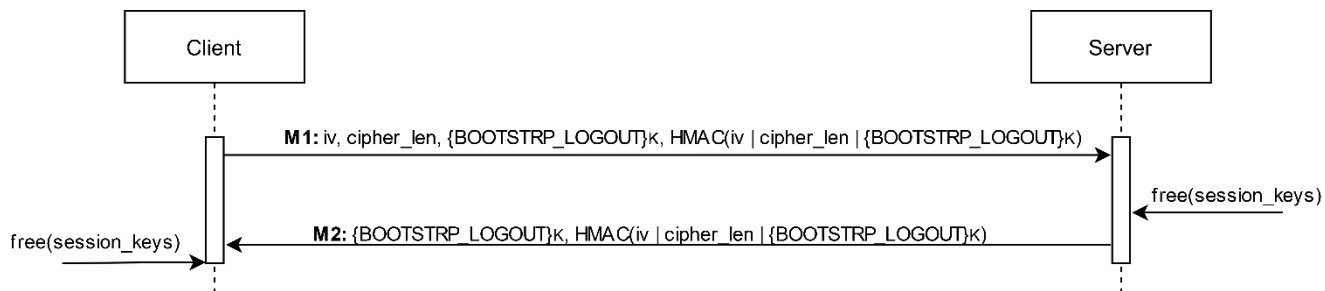 Client
Server
M1: iv, cipher_len, {BOOTSTRP_LOGOUT}K, HMAC(iv | cipher_len | {BOOTSTRP_LOGOUT}K)
free(session_keys)
M2: {BOOTSTRP_LOGOUT}K, HMAC(iv | cipher_len | {BOOTSTRP_LOGOUT}K)
free(session_keys)